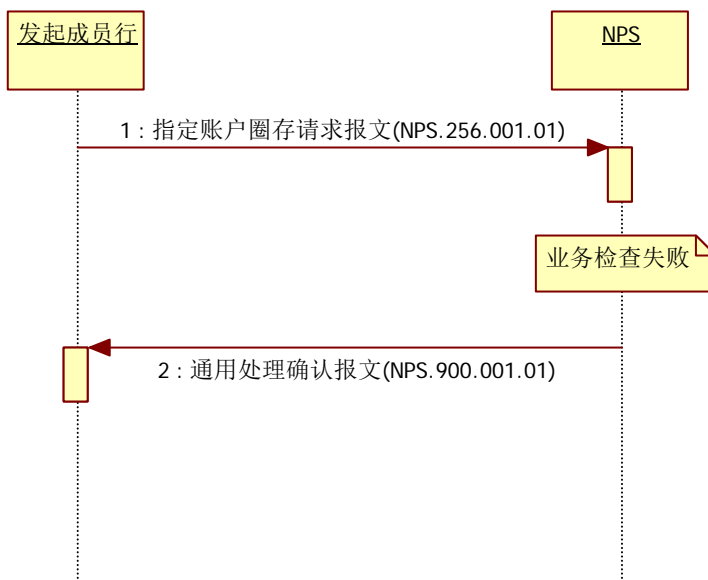 发起成员行
NPS
1 : 指定账户圈存请求报文(NPS.256.001.01)
业务检查失败
2 : 通用处理确认报文(NPS.900.001.01)